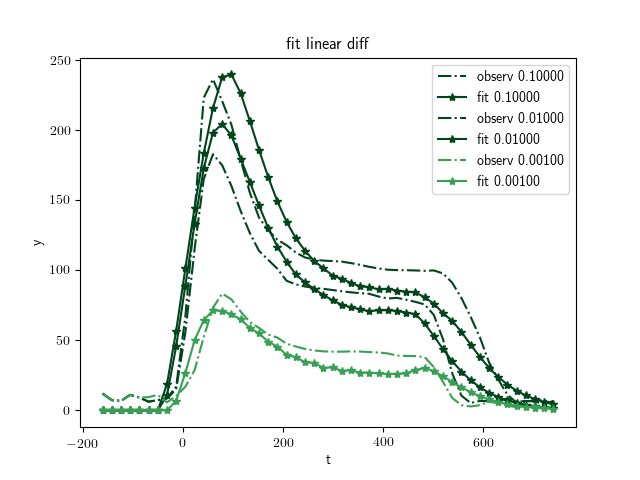 fit linear diff
250
200
150
100
50
0
y
−200
0
200
400
600
t
observ 0.10000
fit 0.10000
observ 0.01000
fit 0.01000
observ 0.00100
fit 0.00100